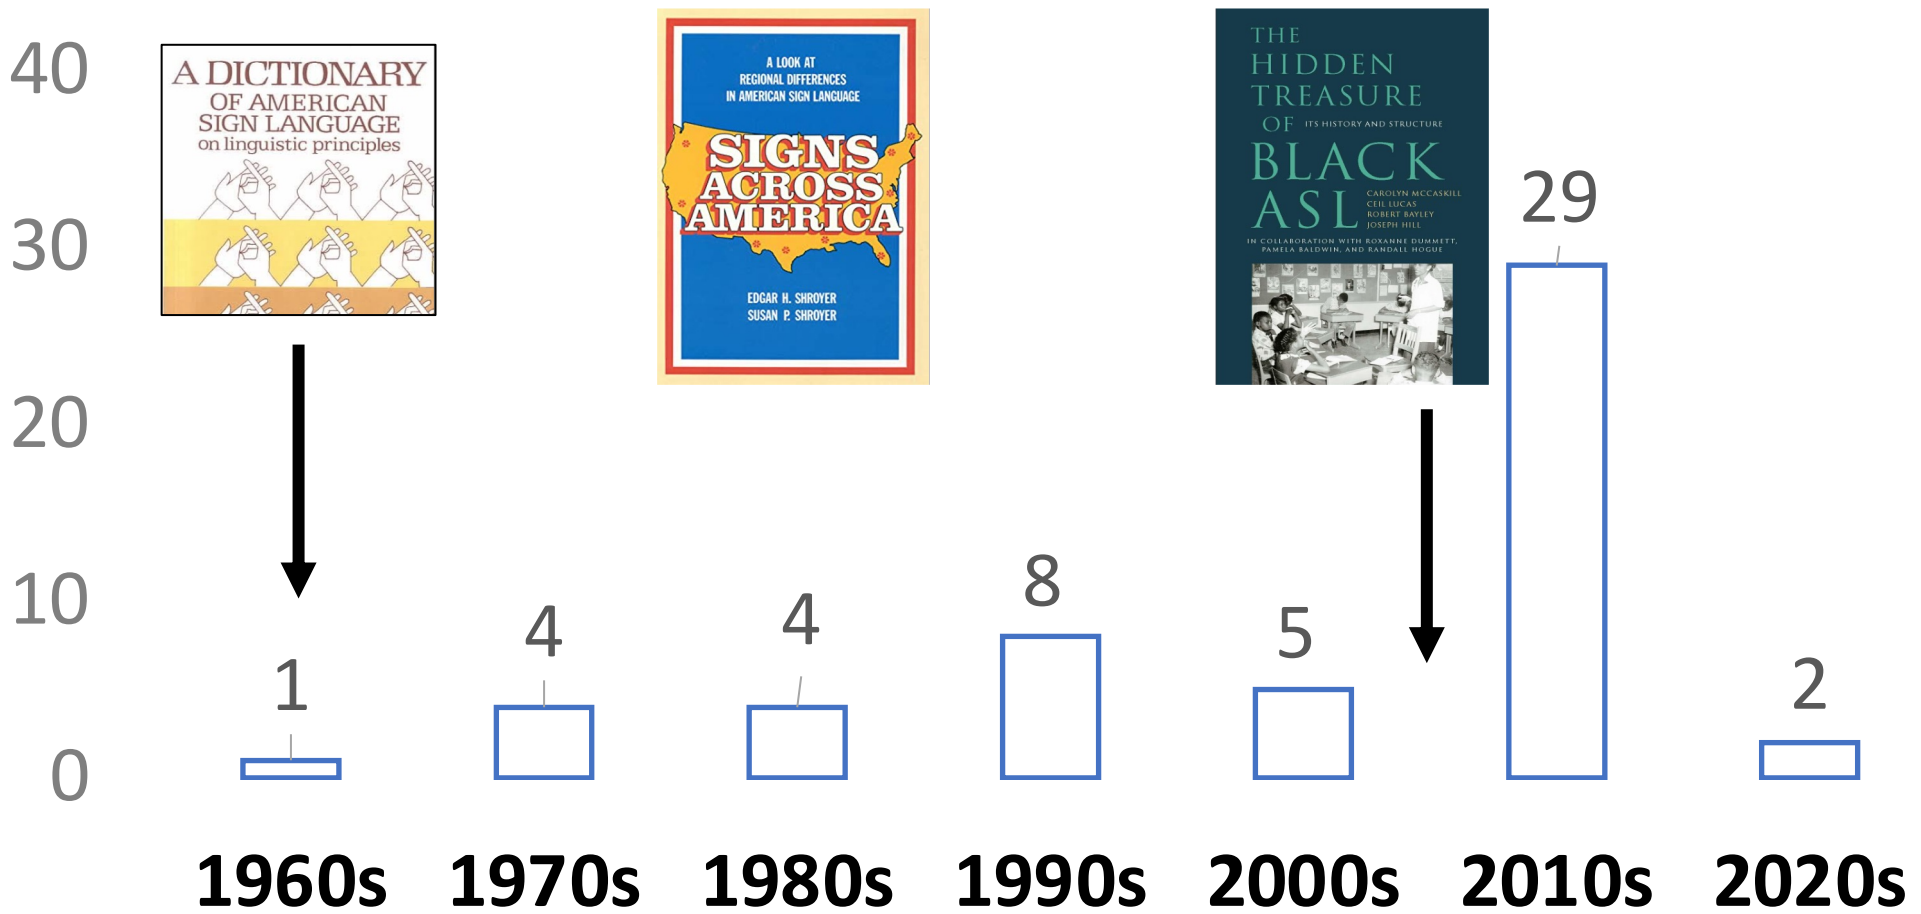 40
30
20
10
0
A DICTIONARY
OF AMERICAN
SIGN LANGUAGE
on linguistic principles
A LOOK AT
REGIONAL DIFFERENCES
IN AMERICAN SIGN LANGUAGE
SIGNS
ACROSS
AMERICA
EDGAR H. SHROYER
SUSAN P. SHROYER
THE
HIDDEN
TREASURE
OF ITS HISTORY AND STRUCTURE
BLACK
ASL
CAROLYN MCCASKILL
CEIL LUCAS
ROBERT BAYLEY
JOSEPH HILL
IN COLLABORATION WITH ROXANNE DUMMETT,
PAMELA BALDWIN, AND RANDALL HOGUE
1
4
4
8
5
29
2
1960s
1970s
1980s
1990s
2000s
2010s
2020s